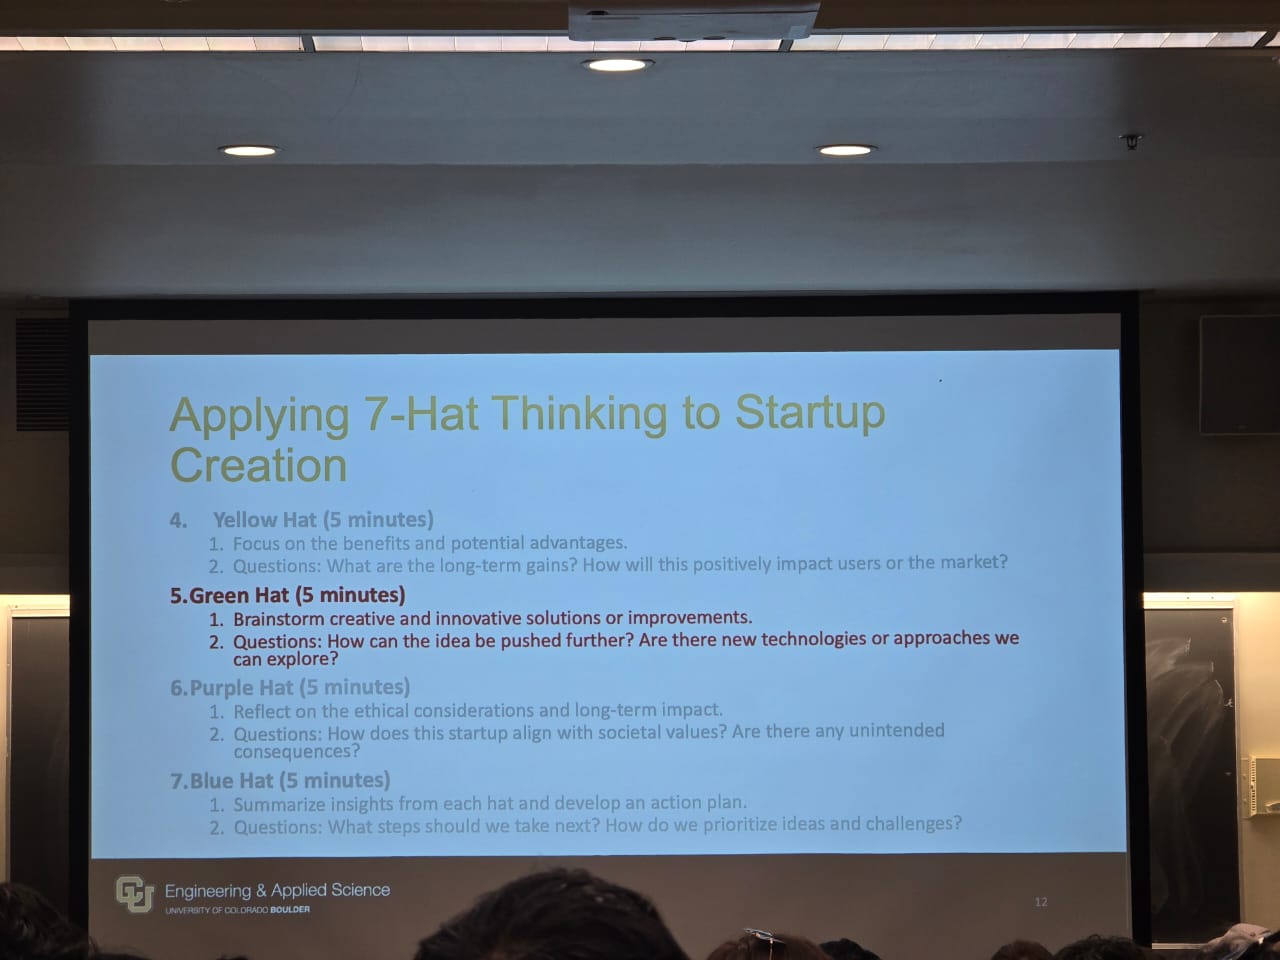 Applying 7-Hat Thinking to Startup
Creation
4. Yellow Hat (5 minutes)
1. Focus on the benefits and potential advantages.
2. Questions: What are the long-term gains? How will this positively impact users or the market?
5.Green Hat (5 minutes)
1. Brainstorm creative and innovative solutions or improvements.
2. Questions: How can the idea be pushed further? Are there new technologies or approaches we
can explore?
6.Purple Hat (5 minutes)
1. Reflect on the ethical considerations and long-term impact.
2. Questions: How does this startup align with societal values? Are there any unintended
consequences?
7.Blue Hat (5 minutes)
1. Summarize insights from each hat and develop an action plan.
2. Questions: What steps should we take next? How do we prioritize ideas and challenges?
CU Engineering & Applied Science
UNIVERSITY OF COLORADO BOULDER
12